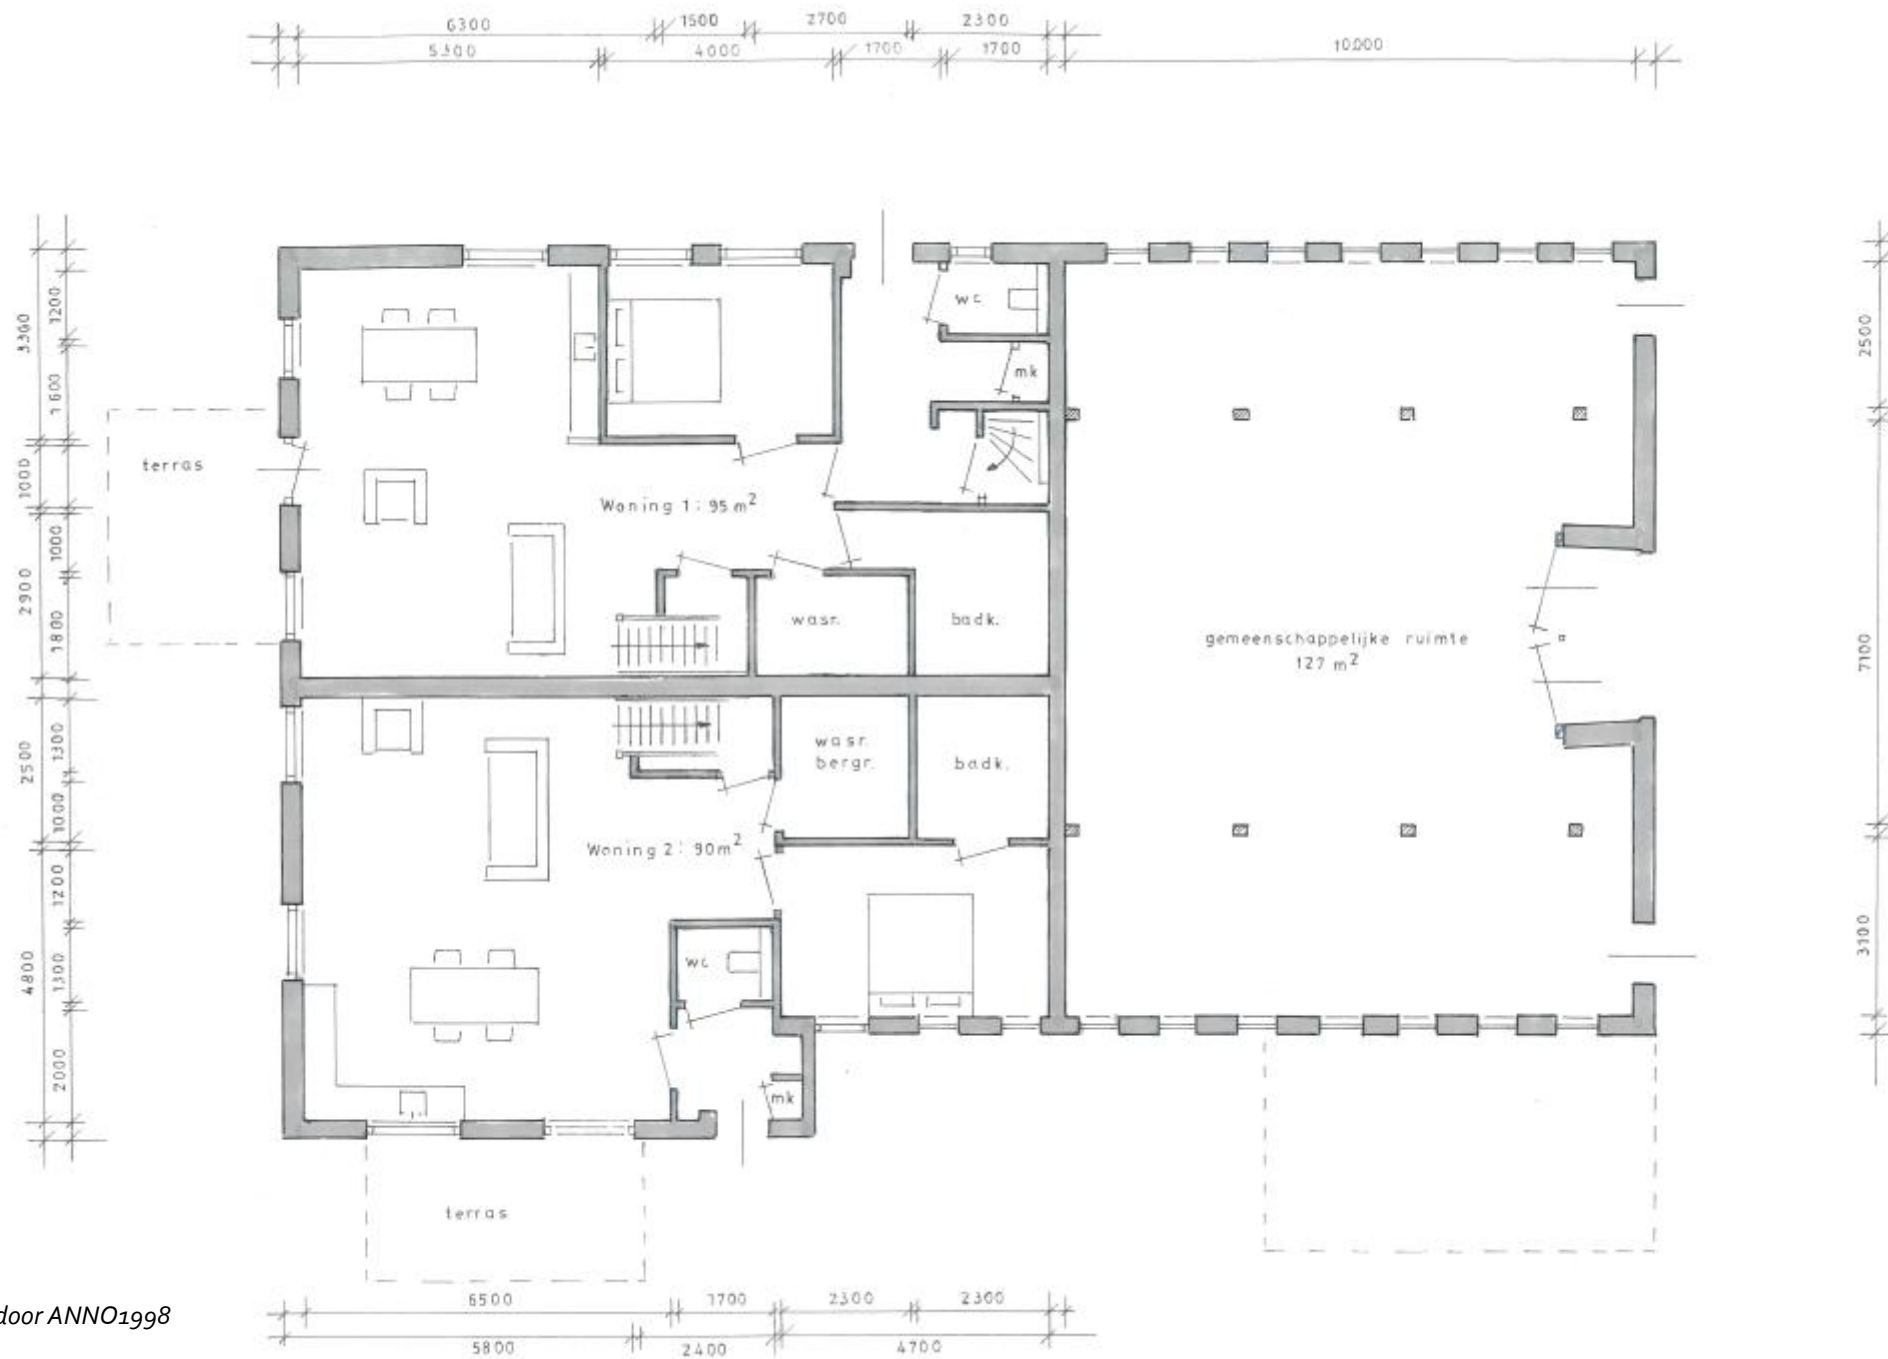 6300 1500 2700 2300
5300 4000 1700 1700 10000
3300
1200
1600
1000
2900
1000
1800
2500
1300
1000
4800
1200
1300
2000
2500
7100
3100
wc
mk
terras
Woning 1: 95 m²
wasr.
badk.
gemeenschappelijke ruimte
127 m²
wasr.
bergr.
badk.
Woning 2: 90m²
wc
mk
terras
6500 1700 2300 2300
5800 2400 4700
door ANNO1998